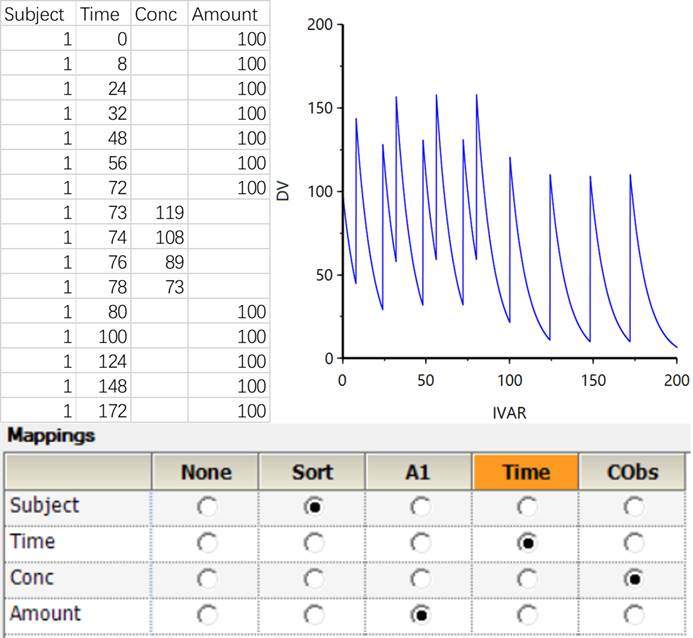 Subject Time Conc Amount
1 0 100
1 8 100
1 24 100
1 32 100
1 48 100
1 56 100
1 72 100
1 73 119
1 74 108
1 76 89
1 78 73
1 80 100
1 100 100
1 124 100
1 148 100
1 172 100
200
150
100
50
0
DV
0 50 100 150 200
IVAR
Mappings
None Sort A1 Time CObs
Subject
Time
Conc
Amount